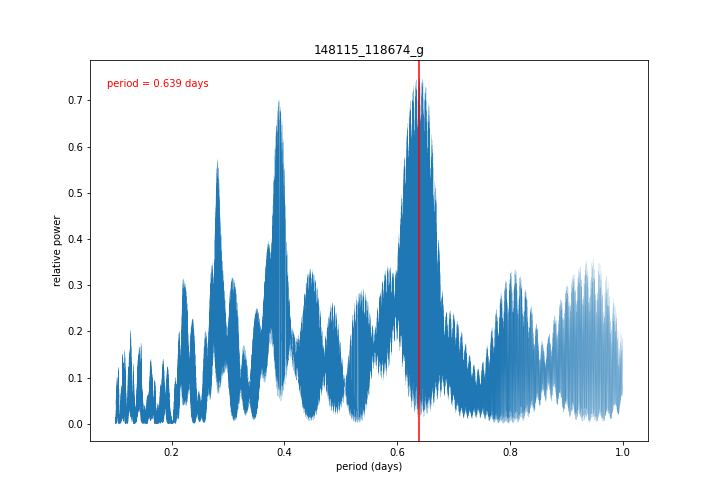 148115_118674_g
period = 0.639 days
relative power
0.7
0.6
0.5
0.4
0.3
0.2
0.1
0.0
0.2 0.4 0.6 0.8 1.0
period (days)